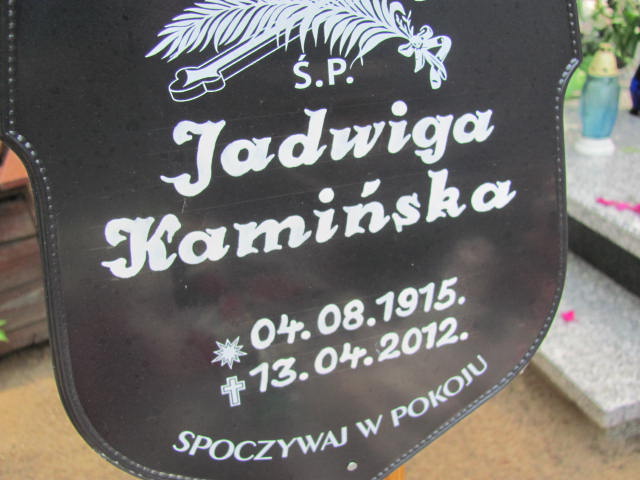 Ś.P.
Jadwiga
Kamińska
04.08.1915.
13.04.2012.
SPOCZYWAJ W POKOJU